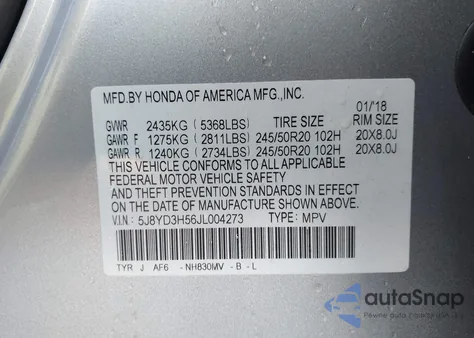 MFD.BY HONDA OF AMERICA MFG.,INC.
01/'18
GVWR 2435KG (5368LBS) TIRE SIZE RIM SIZE
GAWR F 1275KG (2811LBS) 245/50R20 102H 20X8.0J
GAWR R 1240KG (2734LBS) 245/50R20 102H 20X8.0J
THIS VEHICLE CONFORMS TO ALL APPLICABLE
FEDERAL MOTOR VEHICLE SAFETY
AND THEFT PREVENTION STANDARDS IN EFFECT
ON THE DATE OF MANUFACTURE SHOWN ABOVE.
V.I.N: 5J8YD3H56JL004273 TYPE: MPV
TYR J AF6 -NH830MV -B -L
autoSnap
Pewne auto z